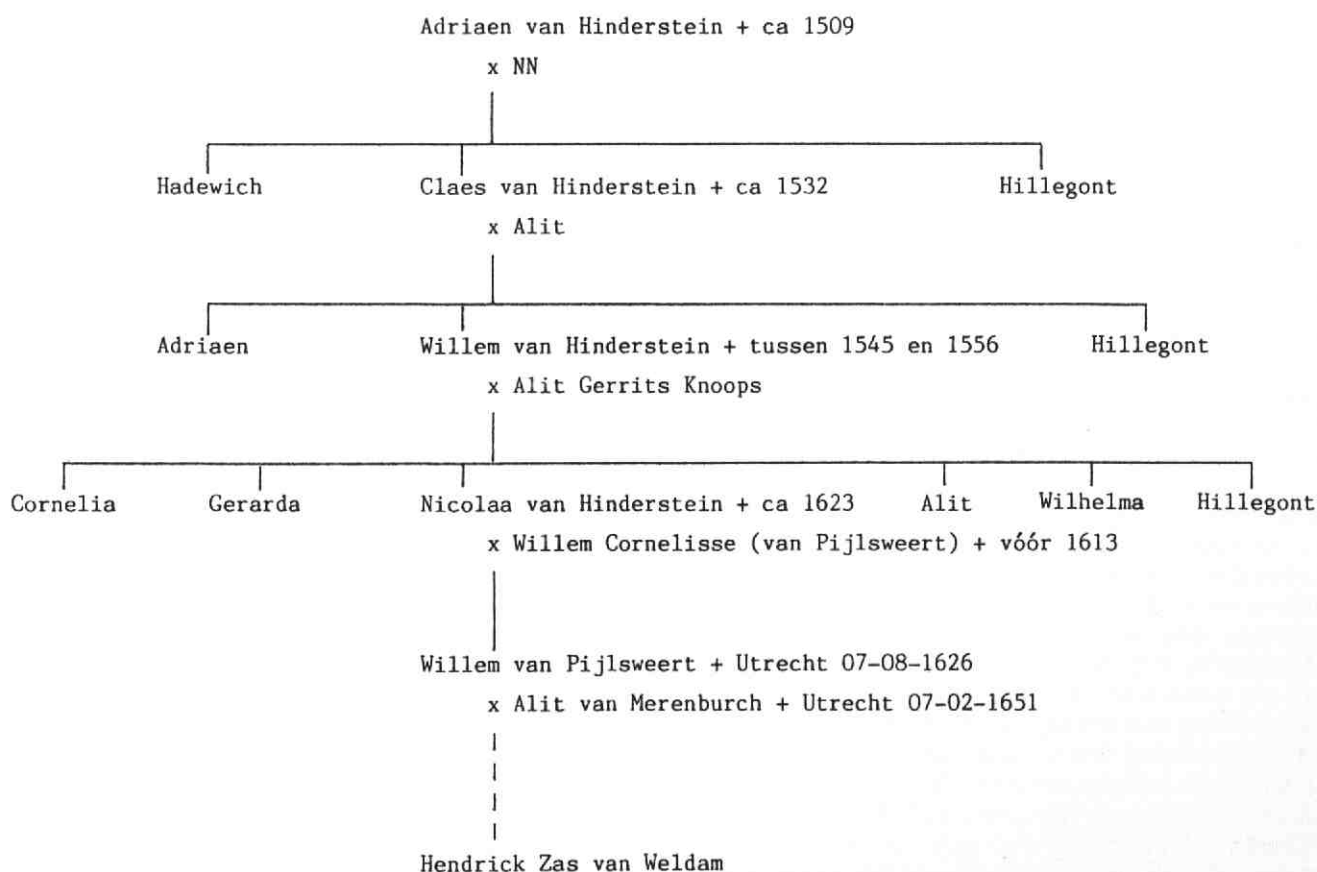 Adriaen van Hinderstein + ca 1509
x NN
Hadewich Claes van Hinderstein + ca 1532 Hillegont
x Alit
Adriaen Willem van Hinderstein + tussen 1545 en 1556 Hillegont
x Alit Gerrits Knoops
Cornelia Gerarda Nicolaa van Hinderstein + ca 1623 Alit Wilhelma Hillegont
x Willem Cornelisse (van Pijlsweert) + vóór 1613
Willem van Pijlsweert + Utrecht 07-08-1626
x Alit van Merenburch + Utrecht 07-02-1651
Hendrick Zas van Weldam